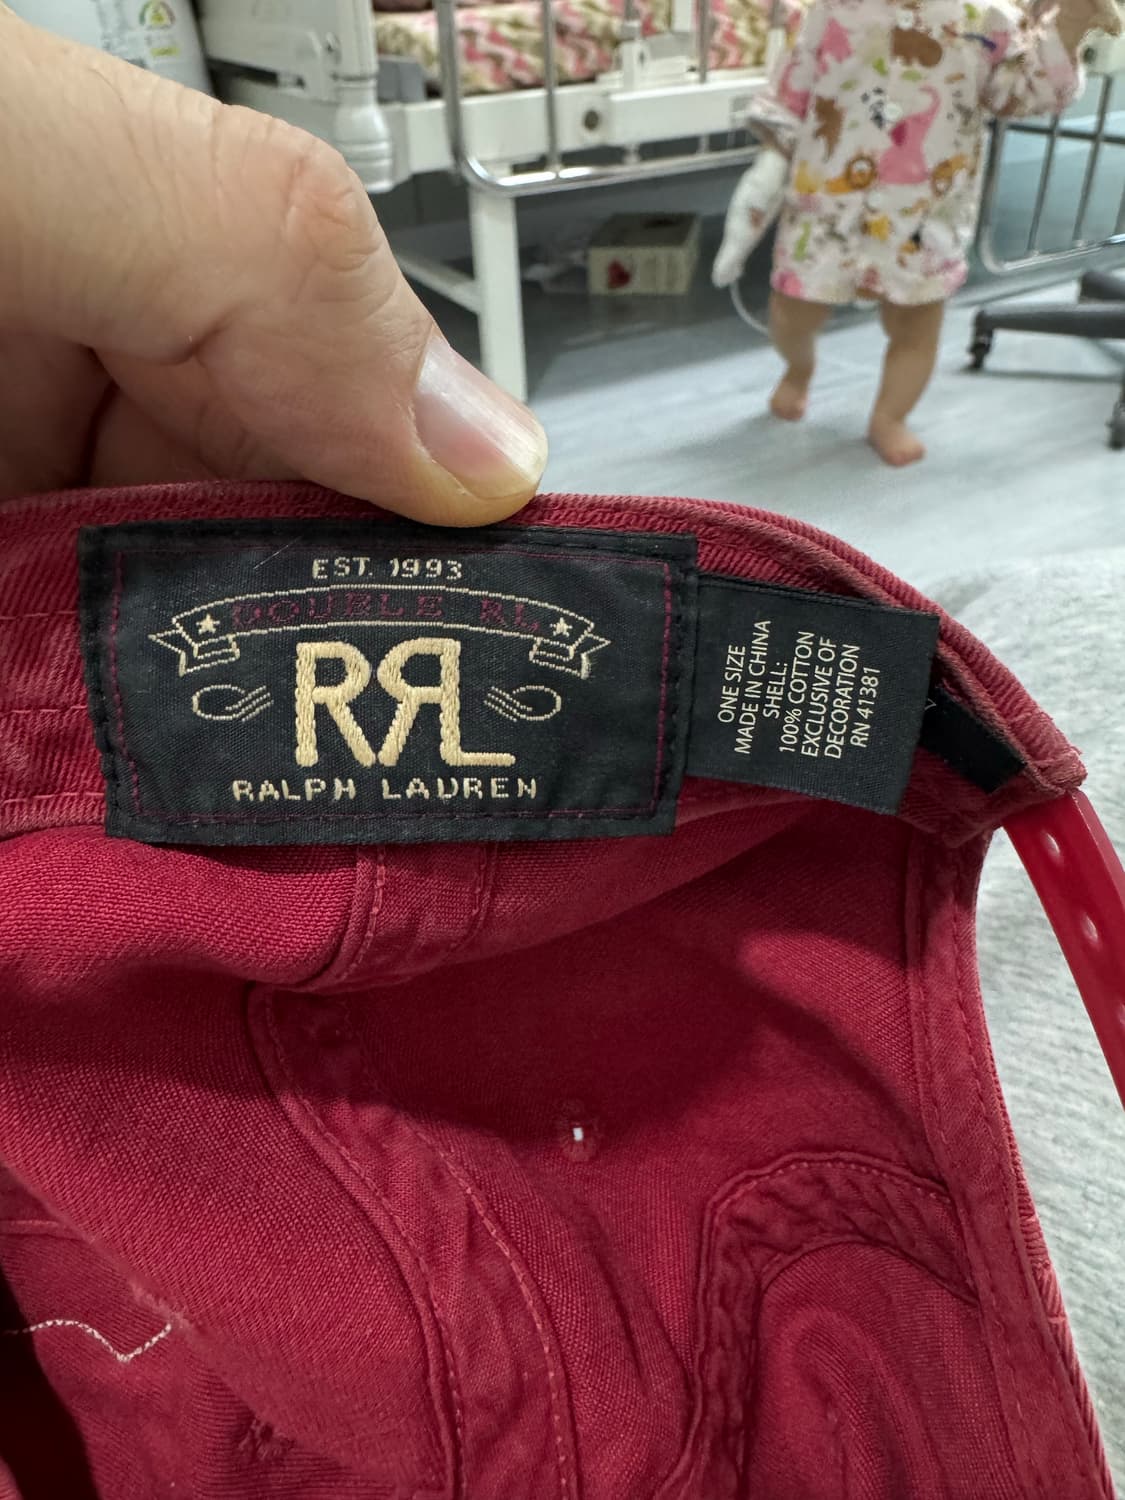 EST. 1993
DOUBLE RL
RRL
RALPH LAUREN
ONE SIZE
MADE IN CHINA
SHELL:
100% COTTON
EXCLUSIVE OF
DECORATION
RN 41381